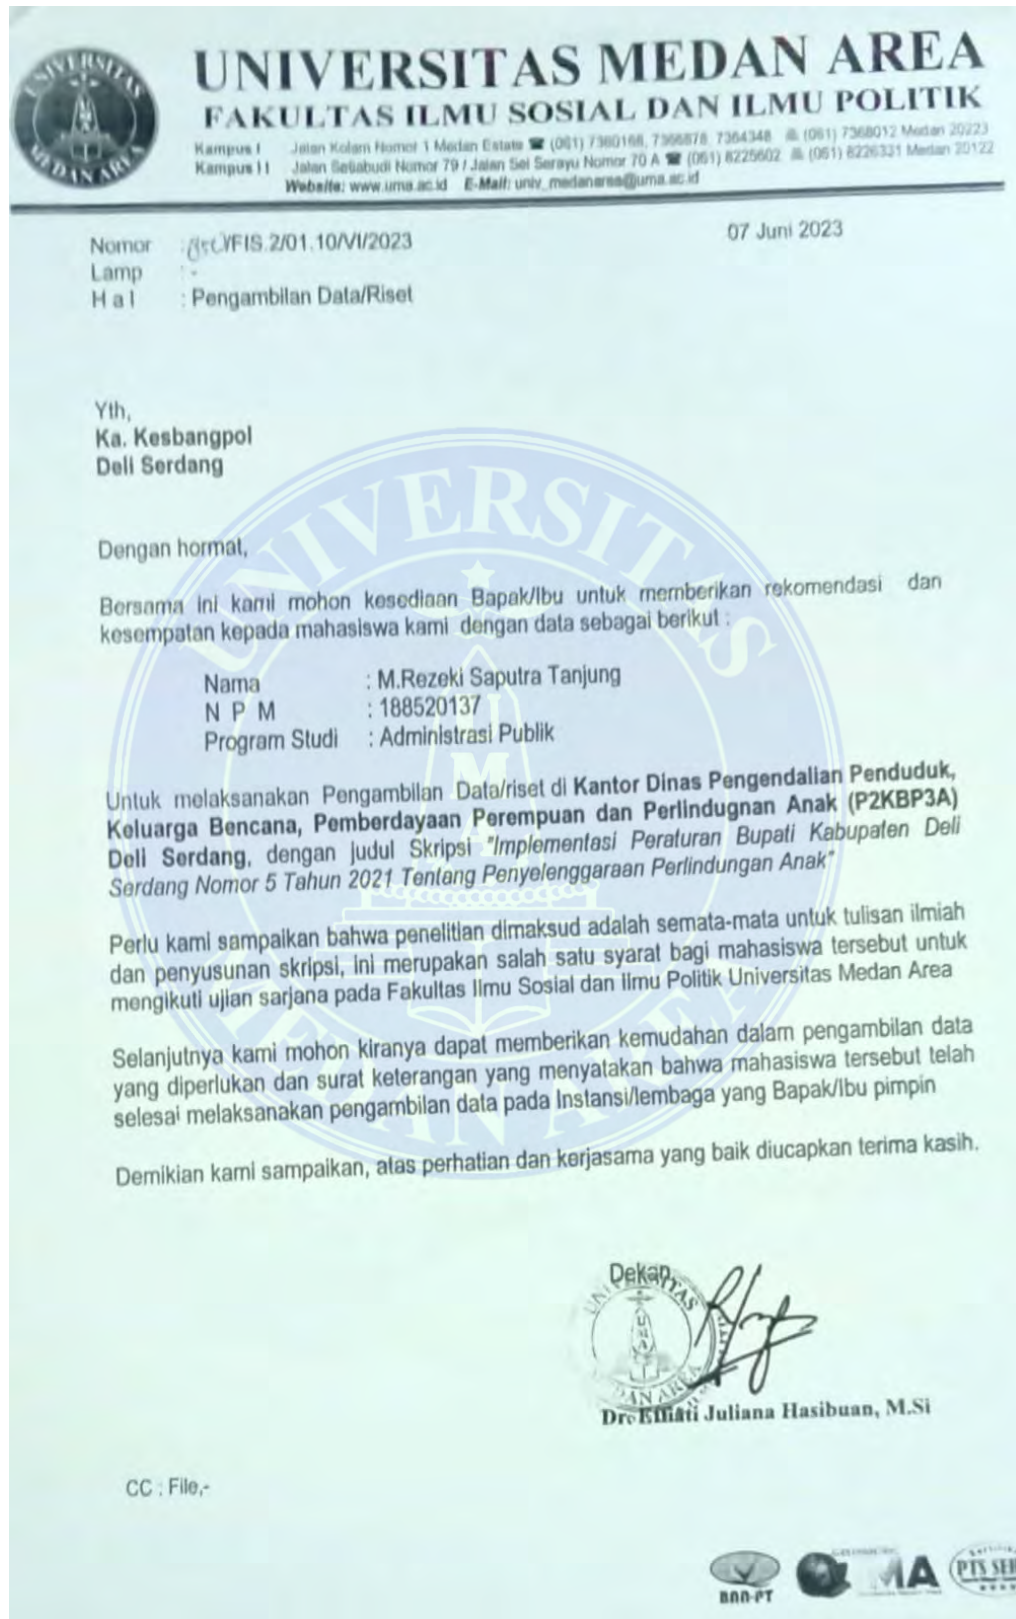 UNIVERSITAS MEDAN AREA
FAKULTAS ILMU SOSIAL DAN ILMU POLITIK
Kampus I Jalan Kolam Nomor 1 Medan Estate ☎ (061) 7360168, 7366878, 7364348 (061) 7368012 Medan 20223
Kampus II Jalan Setiabudi Nomor 79 / Jalan Sei Serayu Nomor 70 A ☎ (061) 8225602 (061) 8226331 Medan 20122
Website: www.uma.ac.id E-Mail: univ_medanarea@uma.ac.id
07 Juni 2023
Nomor : /FIS.2/01.10/VI/2023
Lamp : -
H a l : Pengambilan Data/Riset
Yth,
Ka. Kesbangpol
Deli Serdang
Dengan hormat,
Bersama ini kami mohon kesediaan Bapak/Ibu untuk memberikan rekomendasi dan
kesempatan kepada mahasiswa kami dengan data sebagai berikut :
Nama : M.Rezeki Saputra Tanjung
N P M : 188520137
Program Studi : Administrasi Publik
Untuk melaksanakan Pengambilan Data/riset di Kantor Dinas Pengendalian Penduduk,
Keluarga Bencana, Pemberdayaan Perempuan dan Perlindugnan Anak (P2KBP3A)
Deli Serdang, dengan judul Skripsi "Implementasi Peraturan Bupati Kabupaten Deli
Serdang Nomor 5 Tahun 2021 Tentang Penyelenggaraan Perlindungan Anak"
Perlu kami sampaikan bahwa penelitian dimaksud adalah semata-mata untuk tulisan ilmiah
dan penyusunan skripsi, ini merupakan salah satu syarat bagi mahasiswa tersebut untuk
mengikuti ujian sarjana pada Fakultas Ilmu Sosial dan Ilmu Politik Universitas Medan Area
Selanjutnya kami mohon kiranya dapat memberikan kemudahan dalam pengambilan data
yang diperlukan dan surat keterangan yang menyatakan bahwa mahasiswa tersebut telah
selesai melaksanakan pengambilan data pada Instansi/lembaga yang Bapak/Ibu pimpin
Demikian kami sampaikan, atas perhatian dan kerjasama yang baik diucapkan terima kasih.
Dekan,
Dr. Effiati Juliana Hasibuan, M.Si
CC : File,-
BAN-PT
UMA
PTS
UNIVERSITAS MEDAN AREA